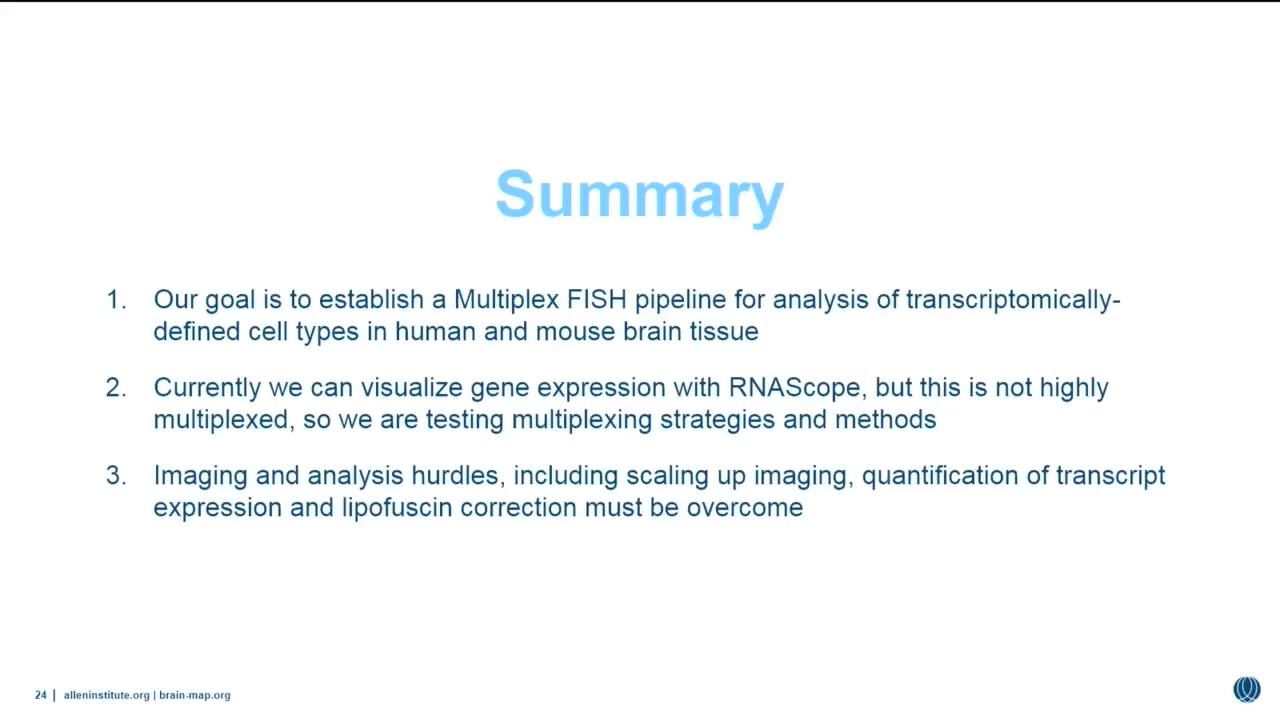 Summary
1. Our goal is to establish a Multiplex FISH pipeline for analysis of transcriptomically-
defined cell types in human and mouse brain tissue
2. Currently we can visualize gene expression with RNAScope, but this is not highly
multiplexed, so we are testing multiplexing strategies and methods
3. Imaging and analysis hurdles, including scaling up imaging, quantification of transcript
expression and lipofuscin correction must be overcome
24 | alleninstitute.org | brain-map.org